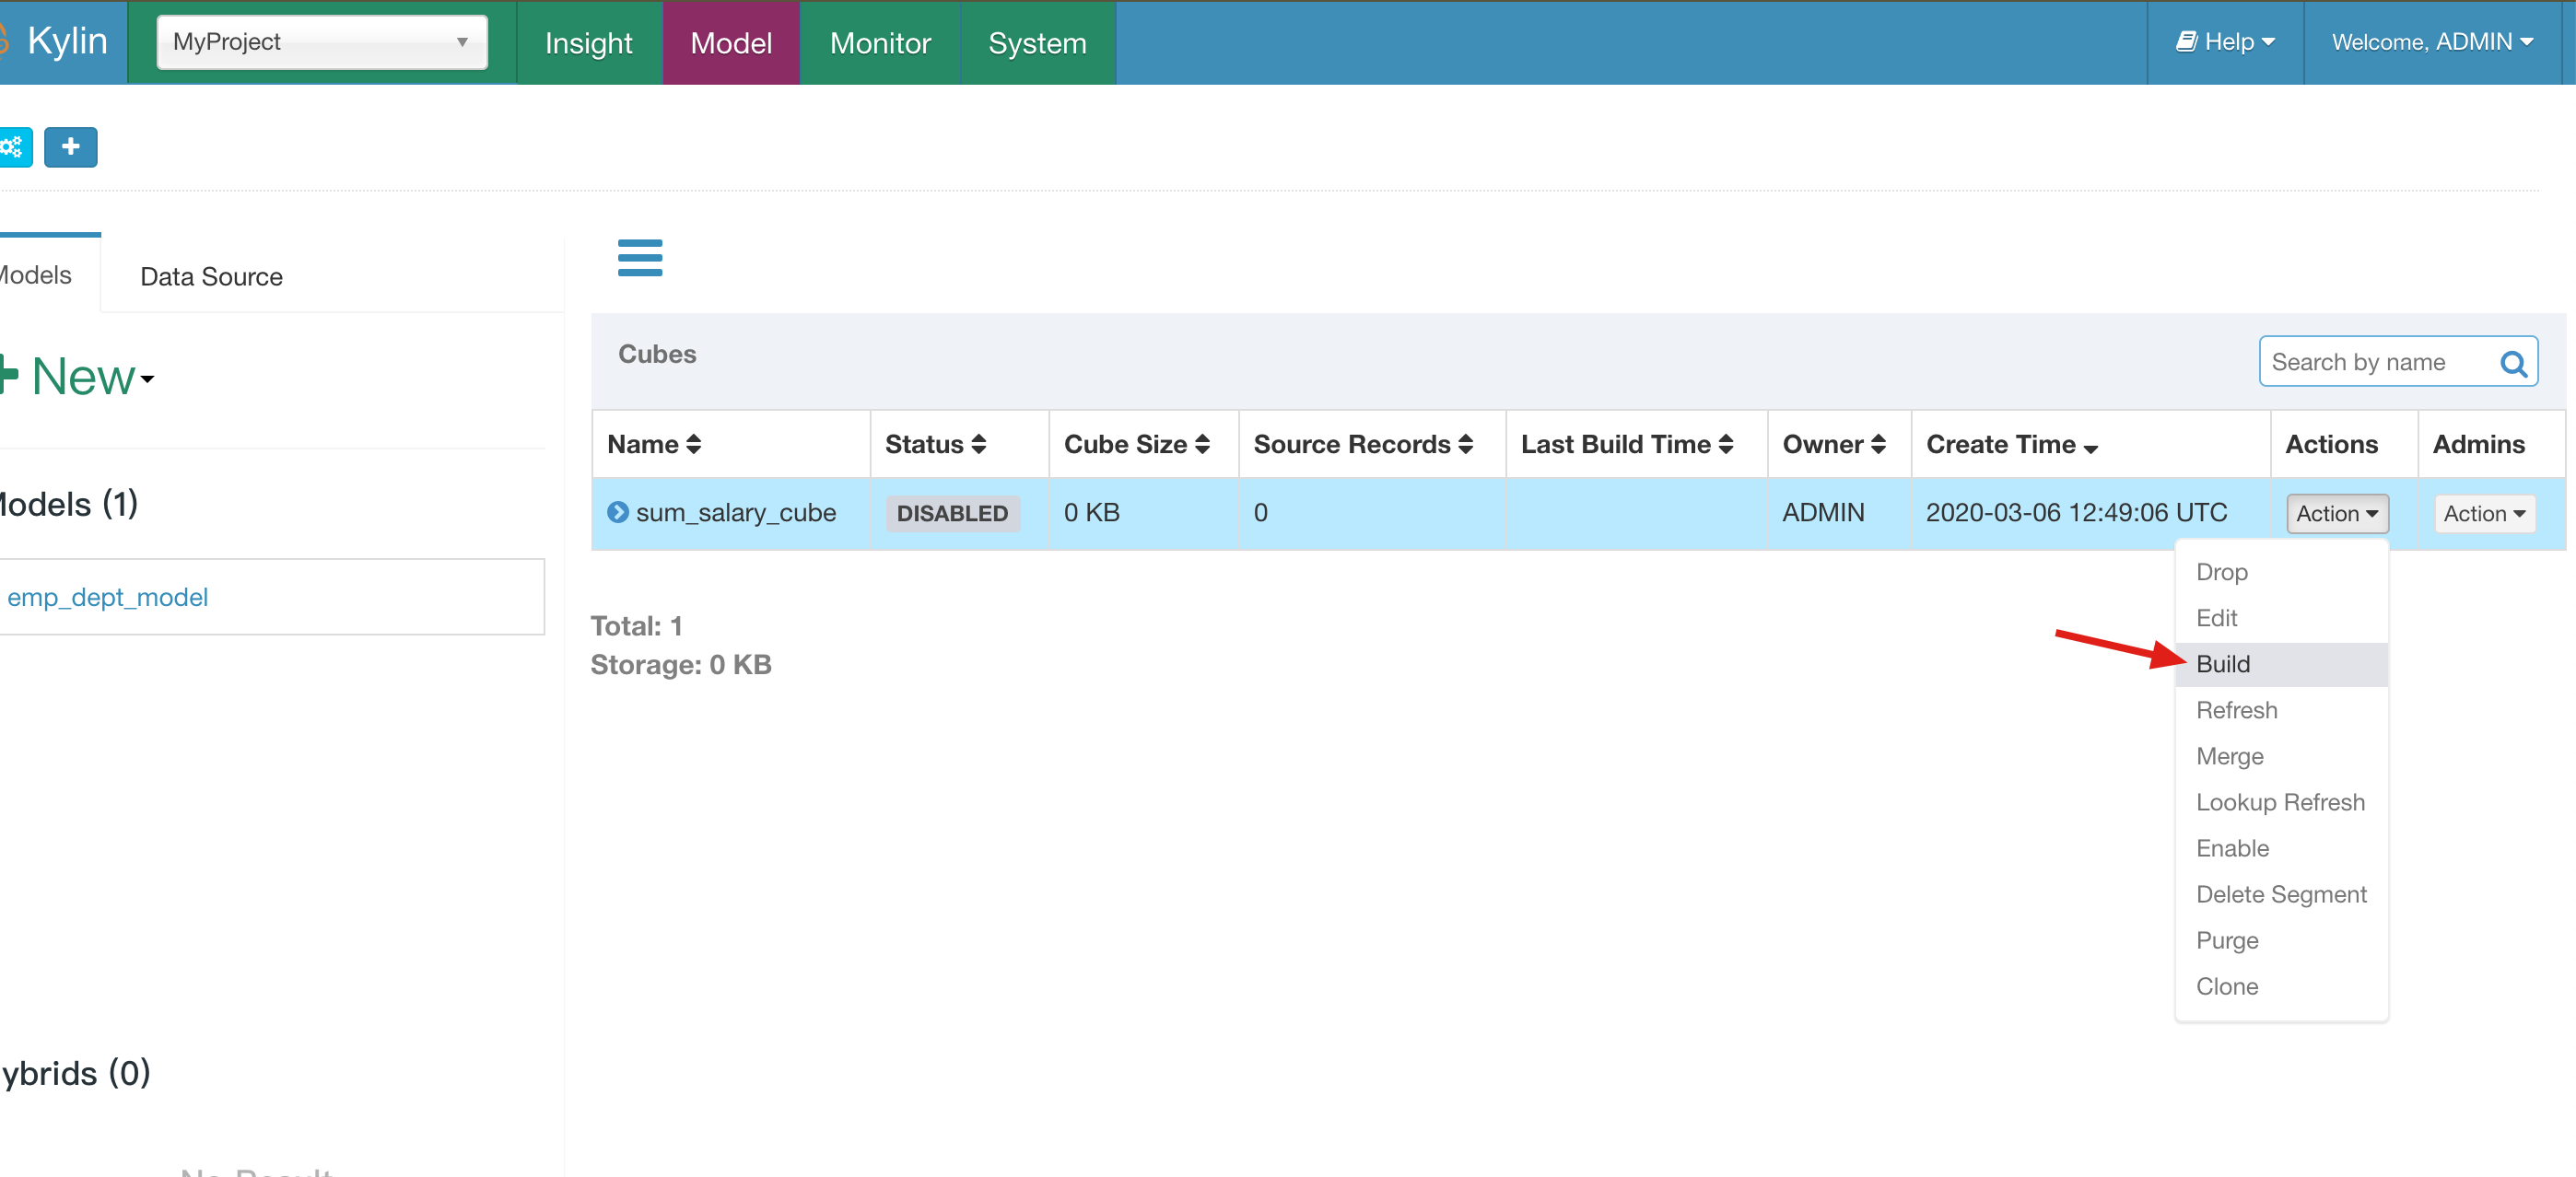 Kylin MyProject Insight Model Monitor System Help Welcome, ADMIN
Models Data Source
New
Models (1)
emp_dept_model
Hybrids (0)
No Result
Cubes Search by name
Name Status Cube Size Source Records Last Build Time Owner Create Time Actions Admins
sum_salary_cube DISABLED 0 KB 0 ADMIN 2020-03-06 12:49:06 UTC Action Action
Total: 1
Storage: 0 KB
Drop
Edit
Build
Refresh
Merge
Lookup Refresh
Enable
Delete Segment
Purge
Clone